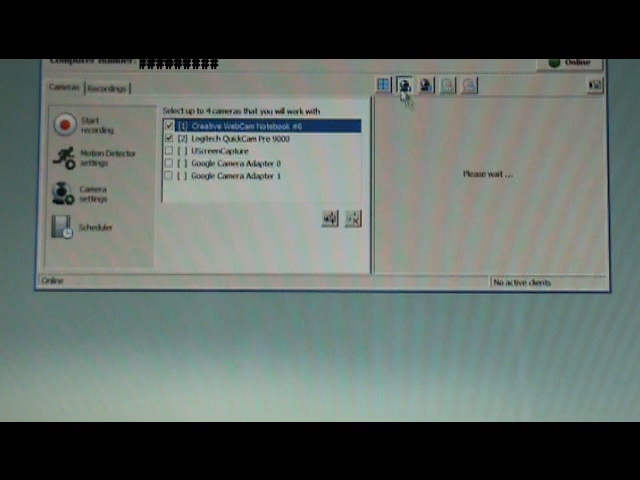 Computer Number: #########
Online
Cameras
Recordings
Start recording
Motion Detector settings
Camera settings
Scheduler
Select up to 4 cameras that you will work with
[1] Creative WebCam Notebook #6
[2] Logitech QuickCam Pro 9000
[ ] UScreenCapture
[ ] Google Camera Adapter 0
[ ] Google Camera Adapter 1
Please wait ...
Online
No active clients